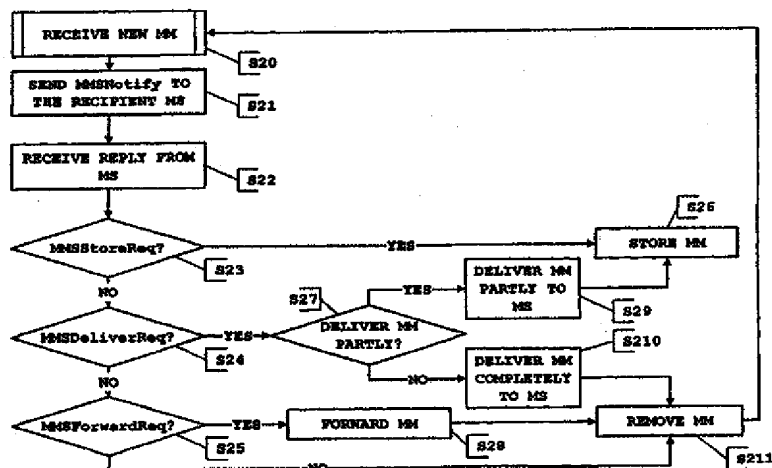 RECEIVE NEW MM
S20
SEND MMSNotify TO
THE RECIPIENT MS
S21
RECEIVE REPLY FROM
MS
S22
MMSStoreReq?
S23
YES
STORE MM
S26
NO
MMSDeliverReq?
S24
YES
S27
DELIVER MM
PARTLY?
YES
DELIVER MM
PARTLY TO
MS
S29
NO
DELIVER MM
COMPLETELY
TO MS
S210
NO
MMSForwardReq?
S25
YES
FORWARD MM
S28
REMOVE MM
S211
NO